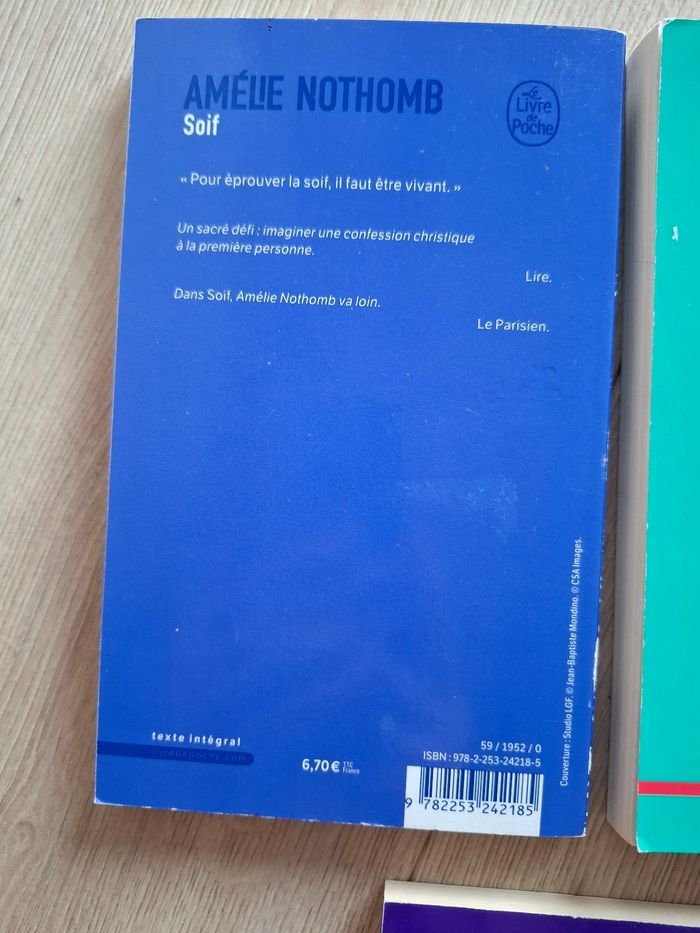 AMÉLIE NOTHOMB
Soif
Le
Livre
de
Poche
« Pour éprouver la soif, il faut être vivant. »
Un sacré défi : imaginer une confession christique
à la première personne.
Lire.
Dans Soif, Amélie Nothomb va loin.
Le Parisien.
Couverture : Studio LGF. © Jean-Baptiste Mondino. © CSA Images.
texte intégral
livredepoche.com
6,70 € TTC
France
59 / 1952 / 0
ISBN : 978-2-253-24218-5
9 782253 242185